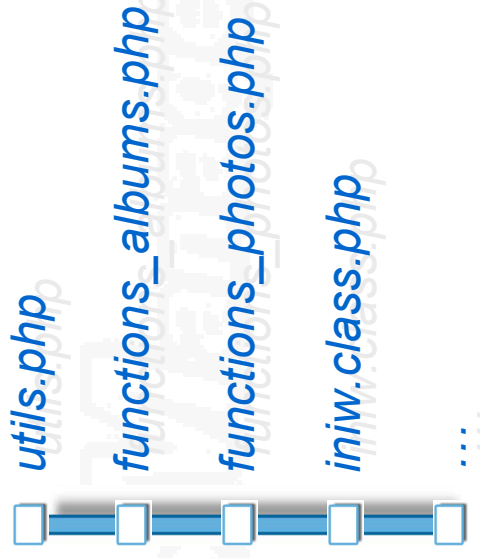 utils.php
functions_albums.php
functions_photos.php
iniw.class.php
...